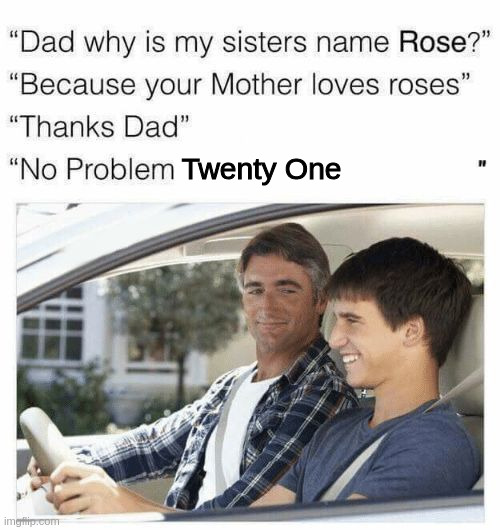 “Dad why is my sisters name Rose?”
“Because your Mother loves roses”
“Thanks Dad”
“No Problem Twenty One "
imgflip.com